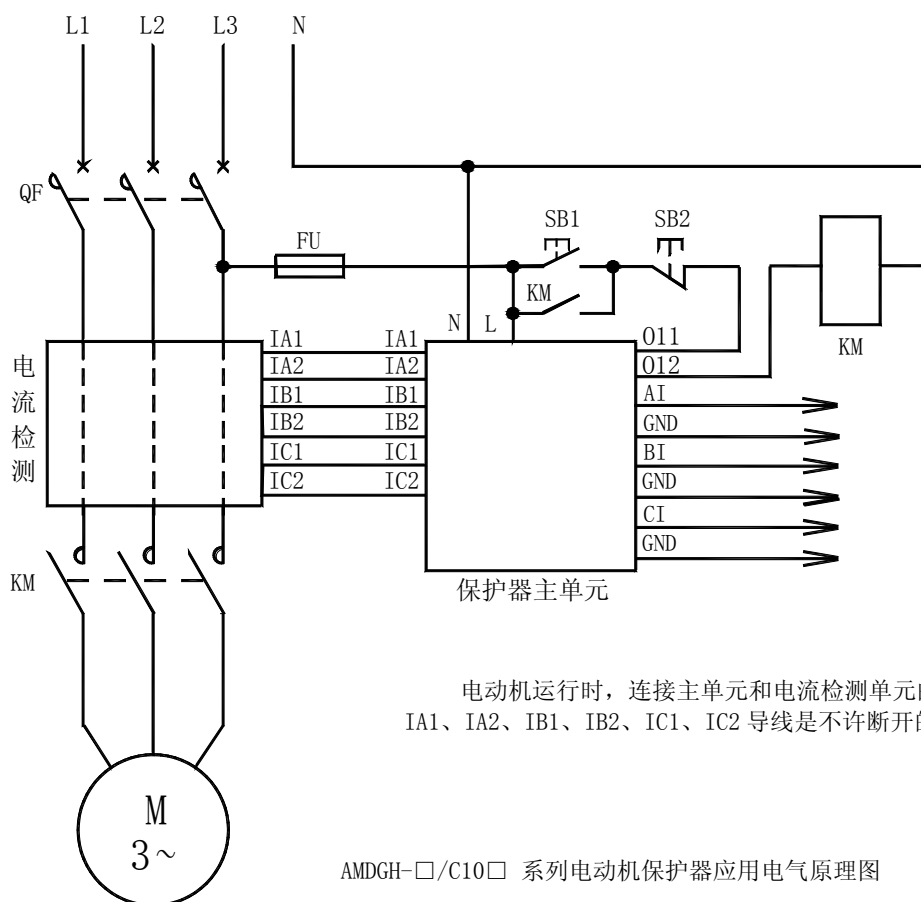 L1 L2 L3 N
QF
SB1 SB2
FU
KM
N L
KM
电流检测
IA1 IA1
IA2 IA2
IB1 IB1
IB2 IB2
IC1 IC1
IC2 IC2
O11
O12
AI
GND
BI
GND
CI
GND
KM
保护器主单元
电动机运行时，连接主单元和电流检测单元
IA1、IA2、IB1、IB2、IC1、IC2 导线是不许断开的
M
3～
AMDGH-□/C10□ 系列电动机保护器应用电气原理图